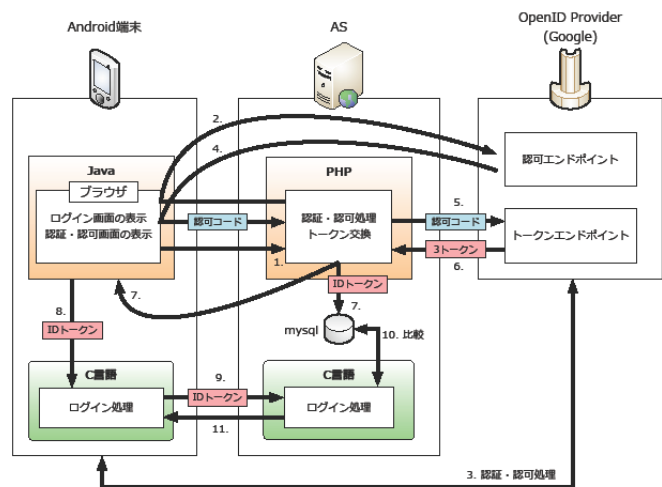 Android端末
AS
OpenID Provider
(Google)
2.
4.
認可エンドポイント
Java
ブラウザ
ログイン画面の表示
認証・認可画面の表示
認可コード
1.
PHP
認証・認可処理
トークン交換
5.
認可コード
3トークン
6.
トークンエンドポイント
7.
IDトークン
7.
mysql
10. 比較
8.
IDトークン
C言語
ログイン処理
9.
IDトークン
11.
C言語
ログイン処理
3. 認証・認可処理